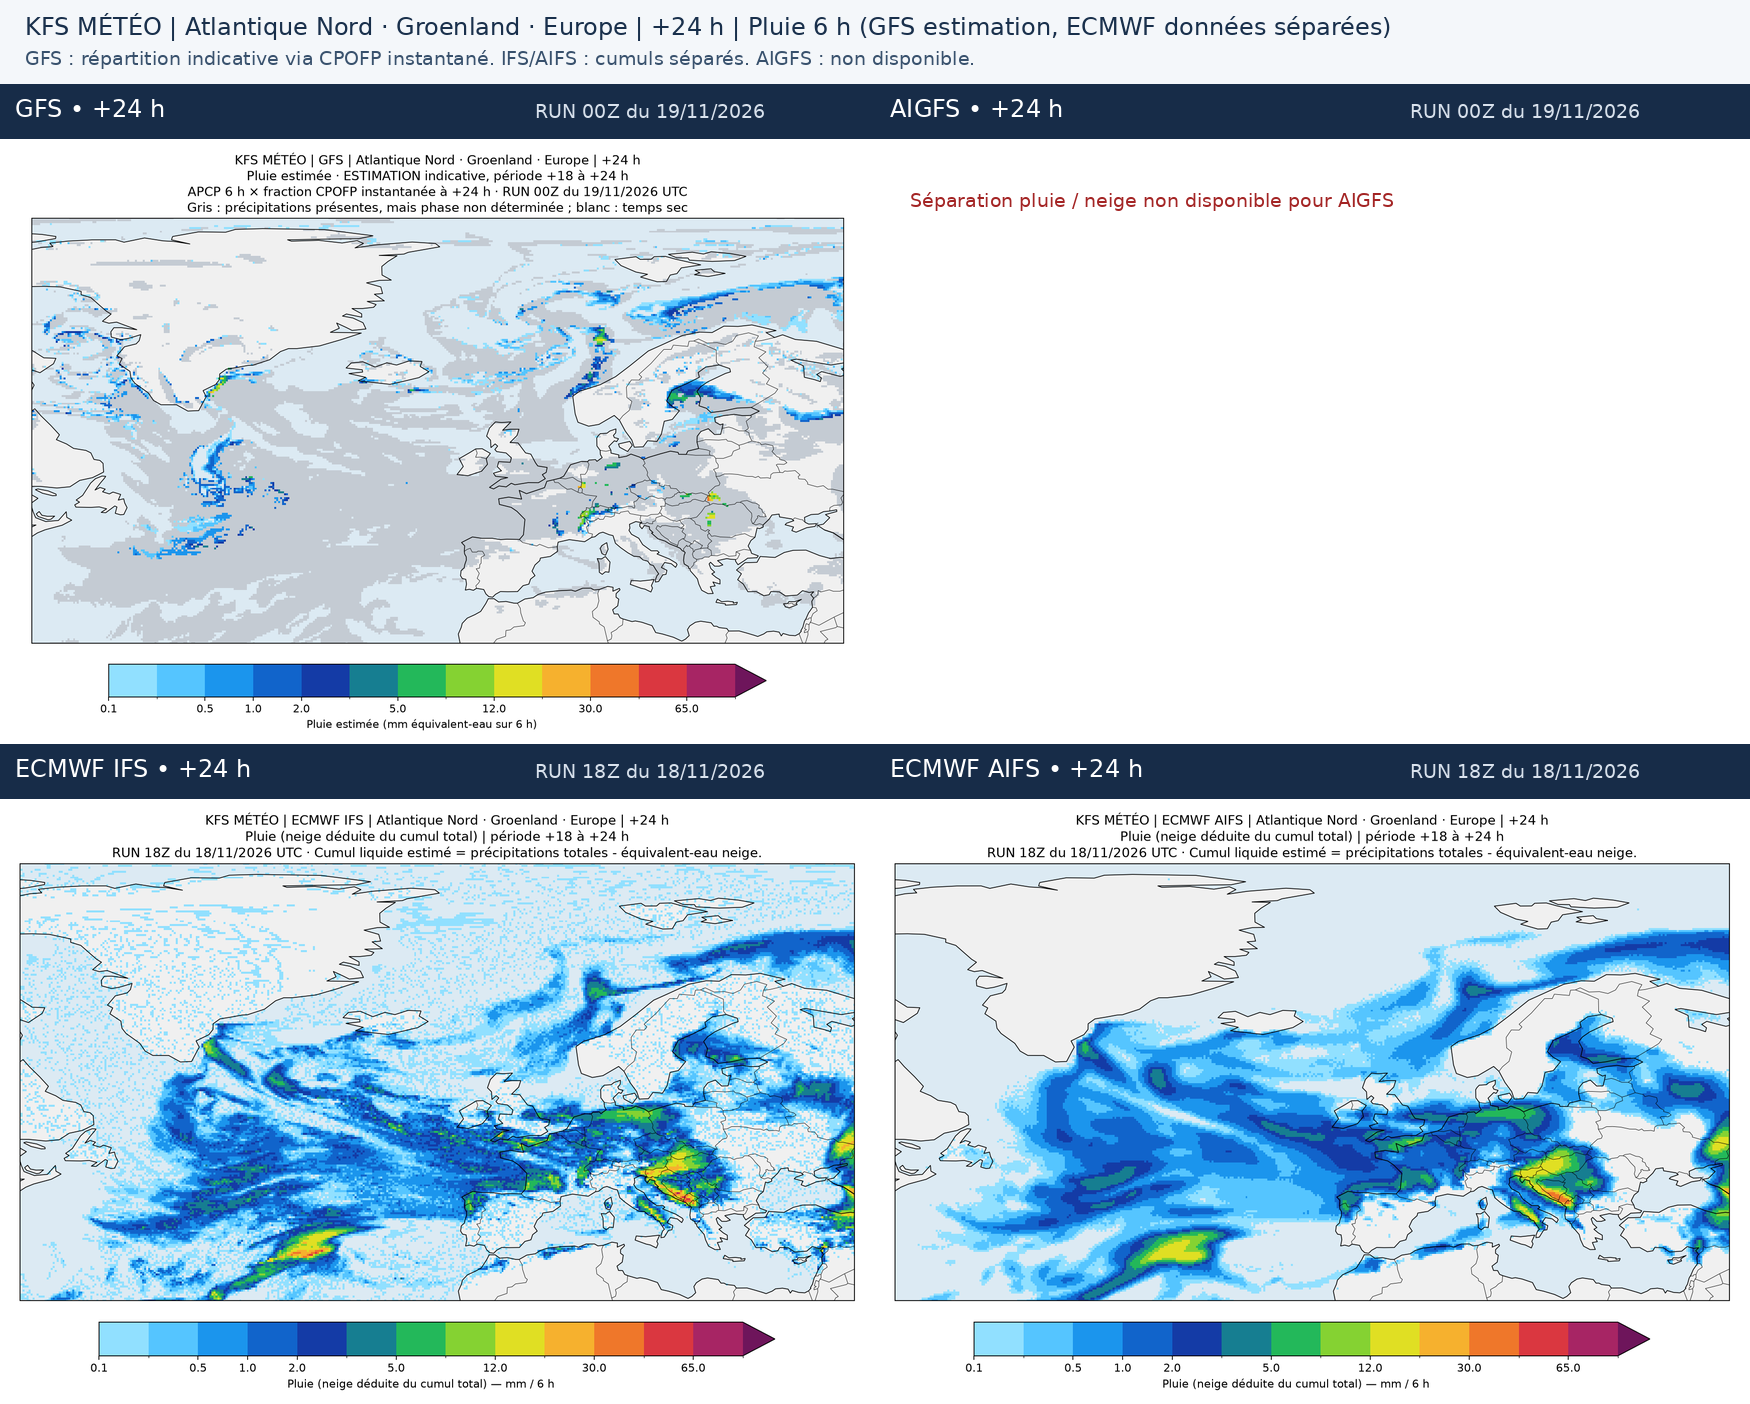 KFS MÉTÉO | Atlantique Nord · Groenland · Europe | +24 h | Pluie 6 h (GFS estimation, ECMWF données séparées)
GFS : répartition indicative via CPOFP instantané. IFS/AIFS : cumuls séparés. AIGFS : non disponible.
GFS • +24 h
RUN 00Z du 19/11/2026
AIGFS • +24 h
RUN 00Z du 19/11/2026
KFS MÉTÉO | GFS | Atlantique Nord · Groenland · Europe | +24 h
Pluie estimée · ESTIMATION indicative, période +18 à +24 h
APCP 6 h × fraction CPOFP instantanée à +24 h · RUN 00Z du 19/11/2026 UTC
Gris : précipitations présentes, mais phase non déterminée ; blanc : temps sec
Séparation pluie / neige non disponible pour AIGFS
0.1 0.5 1.0 2.0 5.0 12.0 30.0 65.0
Pluie estimée (mm équivalent-eau sur 6 h)
ECMWF IFS • +24 h
RUN 18Z du 18/11/2026
ECMWF AIFS • +24 h
RUN 18Z du 18/11/2026
KFS MÉTÉO | ECMWF IFS | Atlantique Nord · Groenland · Europe | +24 h
Pluie (neige déduite du cumul total) | période +18 à +24 h
RUN 18Z du 18/11/2026 UTC · Cumul liquide estimé = précipitations totales - équivalent-eau neige.
0.1 0.5 1.0 2.0 5.0 12.0 30.0 65.0
Pluie (neige déduite du cumul total) — mm / 6 h
KFS MÉTÉO | ECMWF AIFS | Atlantique Nord · Groenland · Europe | +24 h
Pluie (neige déduite du cumul total) | période +18 à +24 h
RUN 18Z du 18/11/2026 UTC · Cumul liquide estimé = précipitations totales - équivalent-eau neige.
0.1 0.5 1.0 2.0 5.0 12.0 30.0 65.0
Pluie (neige déduite du cumul total) — mm / 6 h